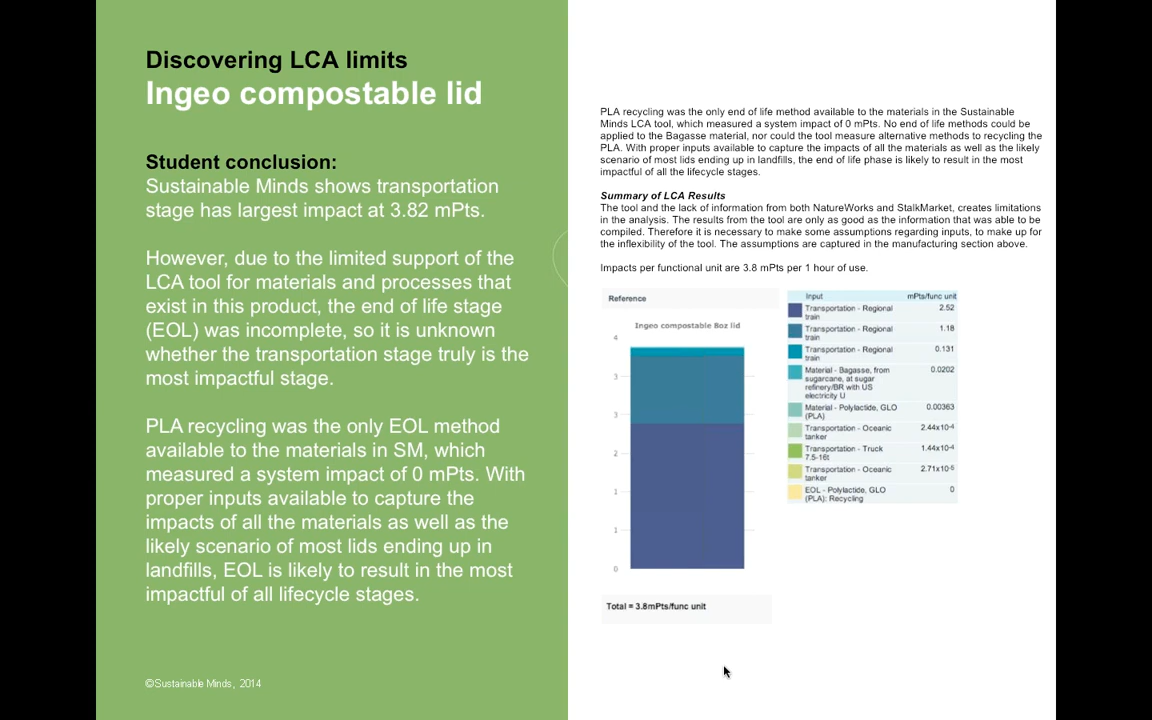 Discovering LCA limits
Ingeo compostable lid
Student conclusion:
Sustainable Minds shows transportation
stage has largest impact at 3.82 mPts.
However, due to the limited support of the
LCA tool for materials and processes that
exist in this product, the end of life stage
(EOL) was incomplete, so it is unknown
whether the transportation stage truly is the
most impactful stage.
PLA recycling was the only EOL method
available to the materials in SM, which
measured a system impact of 0 mPts. With
proper inputs available to capture the
impacts of all the materials as well as the
likely scenario of most lids ending up in
landfills, EOL is likely to result in the most
impactful of all lifecycle stages.
©Sustainable Minds, 2014
PLA recycling was the only end of life method available to the materials in the Sustainable
Minds LCA tool, which measured a system impact of 0 mPts. No end of life methods could be
applied to the Bagasse material, nor could the tool measure alternative methods to recycling the
PLA. With proper inputs available to capture the impacts of all the materials as well as the likely
scenario of most lids ending up in landfills, the end of life phase is likely to result in the most
impactful of all the lifecycle stages.
Summary of LCA Results
The tool and the lack of information from both NatureWorks and StalkMarket, creates limitations
in the analysis. The results from the tool are only as good as the information that was able to be
compiled. Therefore it is necessary to make some assumptions regarding inputs, to make up for
the inflexibility of the tool. The assumptions are captured in the manufacturing section above.
Impacts per functional unit are 3.8 mPts per 1 hour of use.
Reference
Ingeo compostable 8oz lid
4
3
3
2
1
1
0
Total = 3.8mPts/func unit
Input mPts/func unit
Transportation - Regional 2.52
train
Transportation - Regional 1.18
train
Transportation - Regional 0.131
train
Material - Bagasse, from 0.0202
sugarcane, at sugar
refinery/BR with US
electricity U
Material - Polylactide, GLO 0.00363
(PLA)
Transportation - Oceanic 2.44x10-4
tanker
Transportation - Truck 1.44x10-4
7.5-16t
Transportation - Oceanic
tanker
EOL - Polylactide, GLO 0
(PLA): Recycling